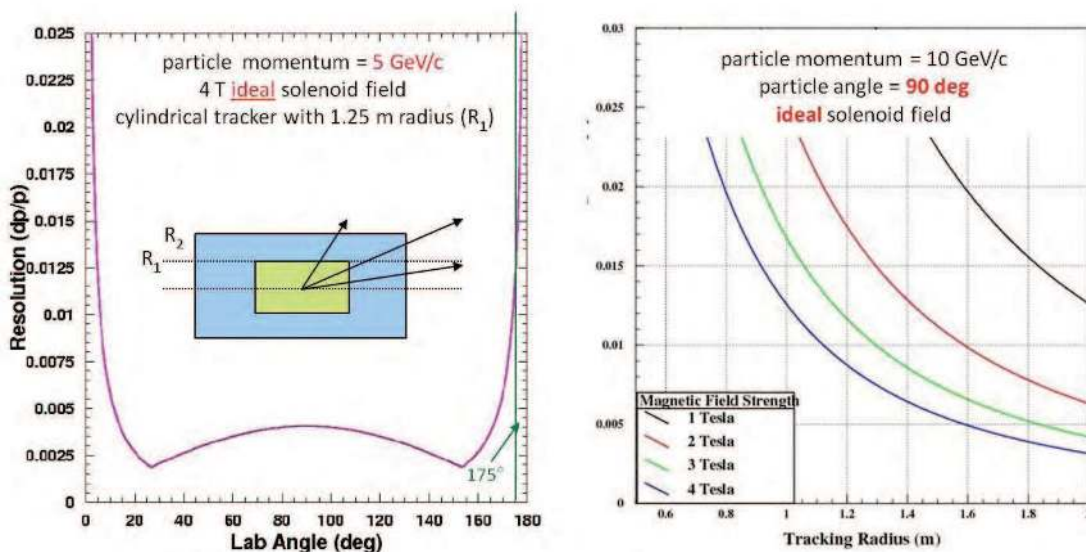 0.025
0.0225
0.02
0.0175
0.015
0.0125
0.01
0.0075
0.005
0.0025
0
Resolution (dp/p)
particle momentum = 5 GeV/c
4 T ideal solenoid field
cylindrical tracker with 1.25 m radius (R1)
R2
R1
175°
0 20 40 60 80 100 120 140 160 180
Lab Angle (deg)
0.03
0.02
0.02
0.015
0.01
0.005
0
particle momentum = 10 GeV/c
particle angle = 90 deg
ideal solenoid field
Magnetic Field Strength
1 Tesla
2 Tesla
3 Tesla
4 Tesla
0.6 0.8 1 1.2 1.4 1.6 1.8
Tracking Radius (m)